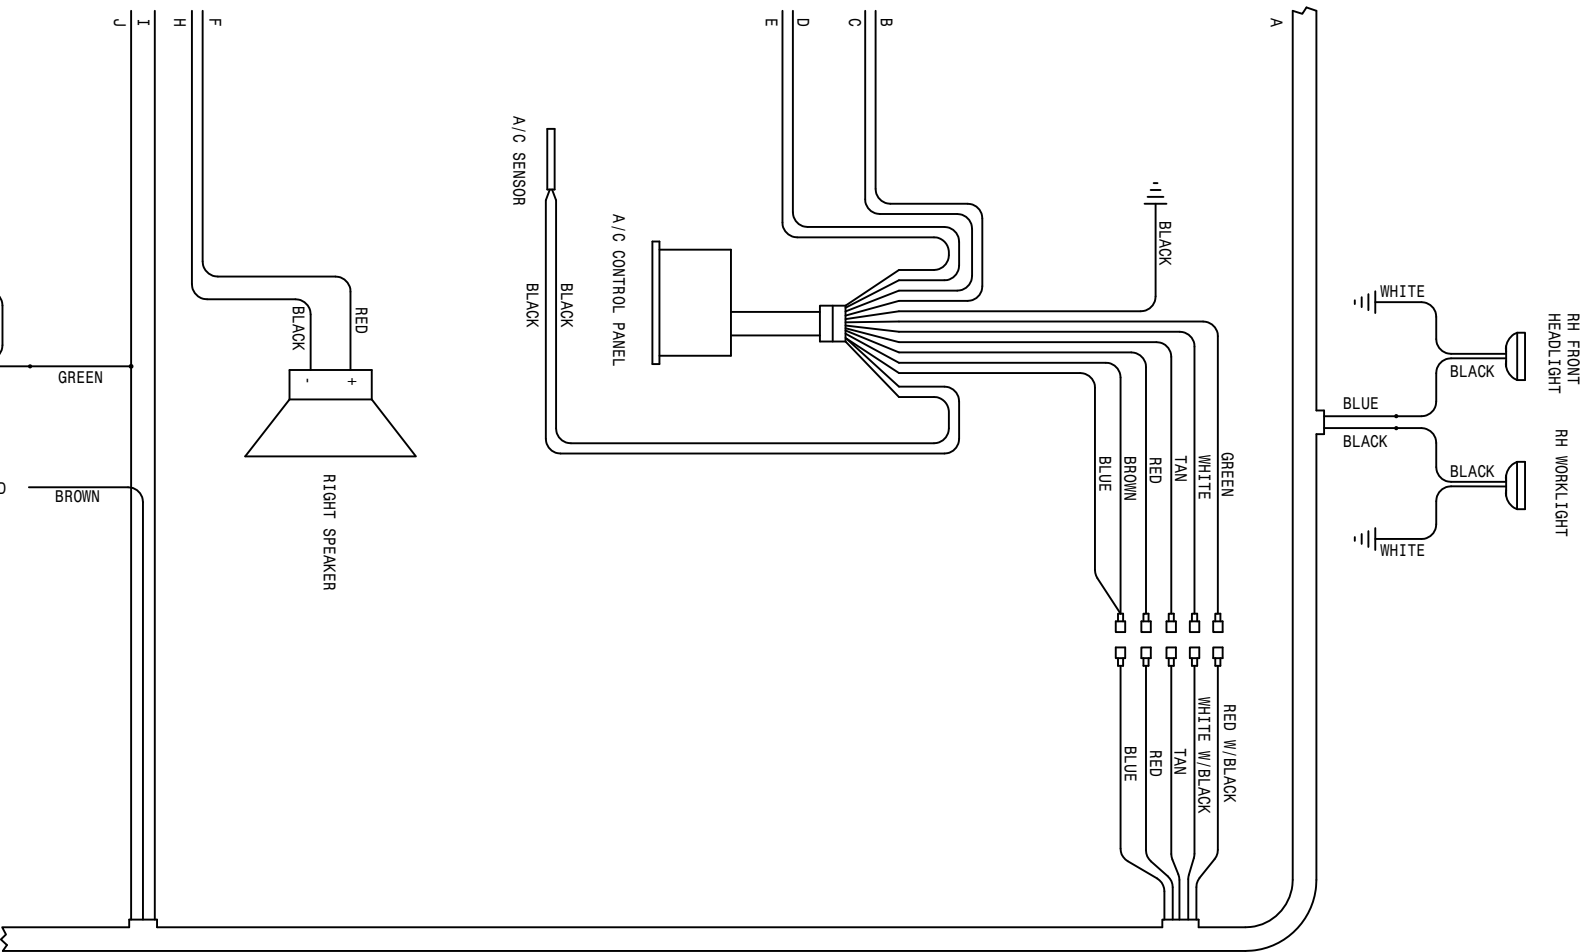 J
I
H
F
E
D
C
B
A
A/C SENSOR
A/C CONTROL PANEL
BLACK
BLACK
BLACK
WHITE
RH FRONT
HEADLIGHT
BLACK
BLUE
BLACK
BLACK
RH WORKLIGHT
WHITE
RED
BLACK
- +
GREEN
RIGHT SPEAKER
BROWN
BLUE
BROWN
RED
TAN
WHITE
GREEN
BLUE
RED
TAN
WHITE W/BLACK
RED W/BLACK